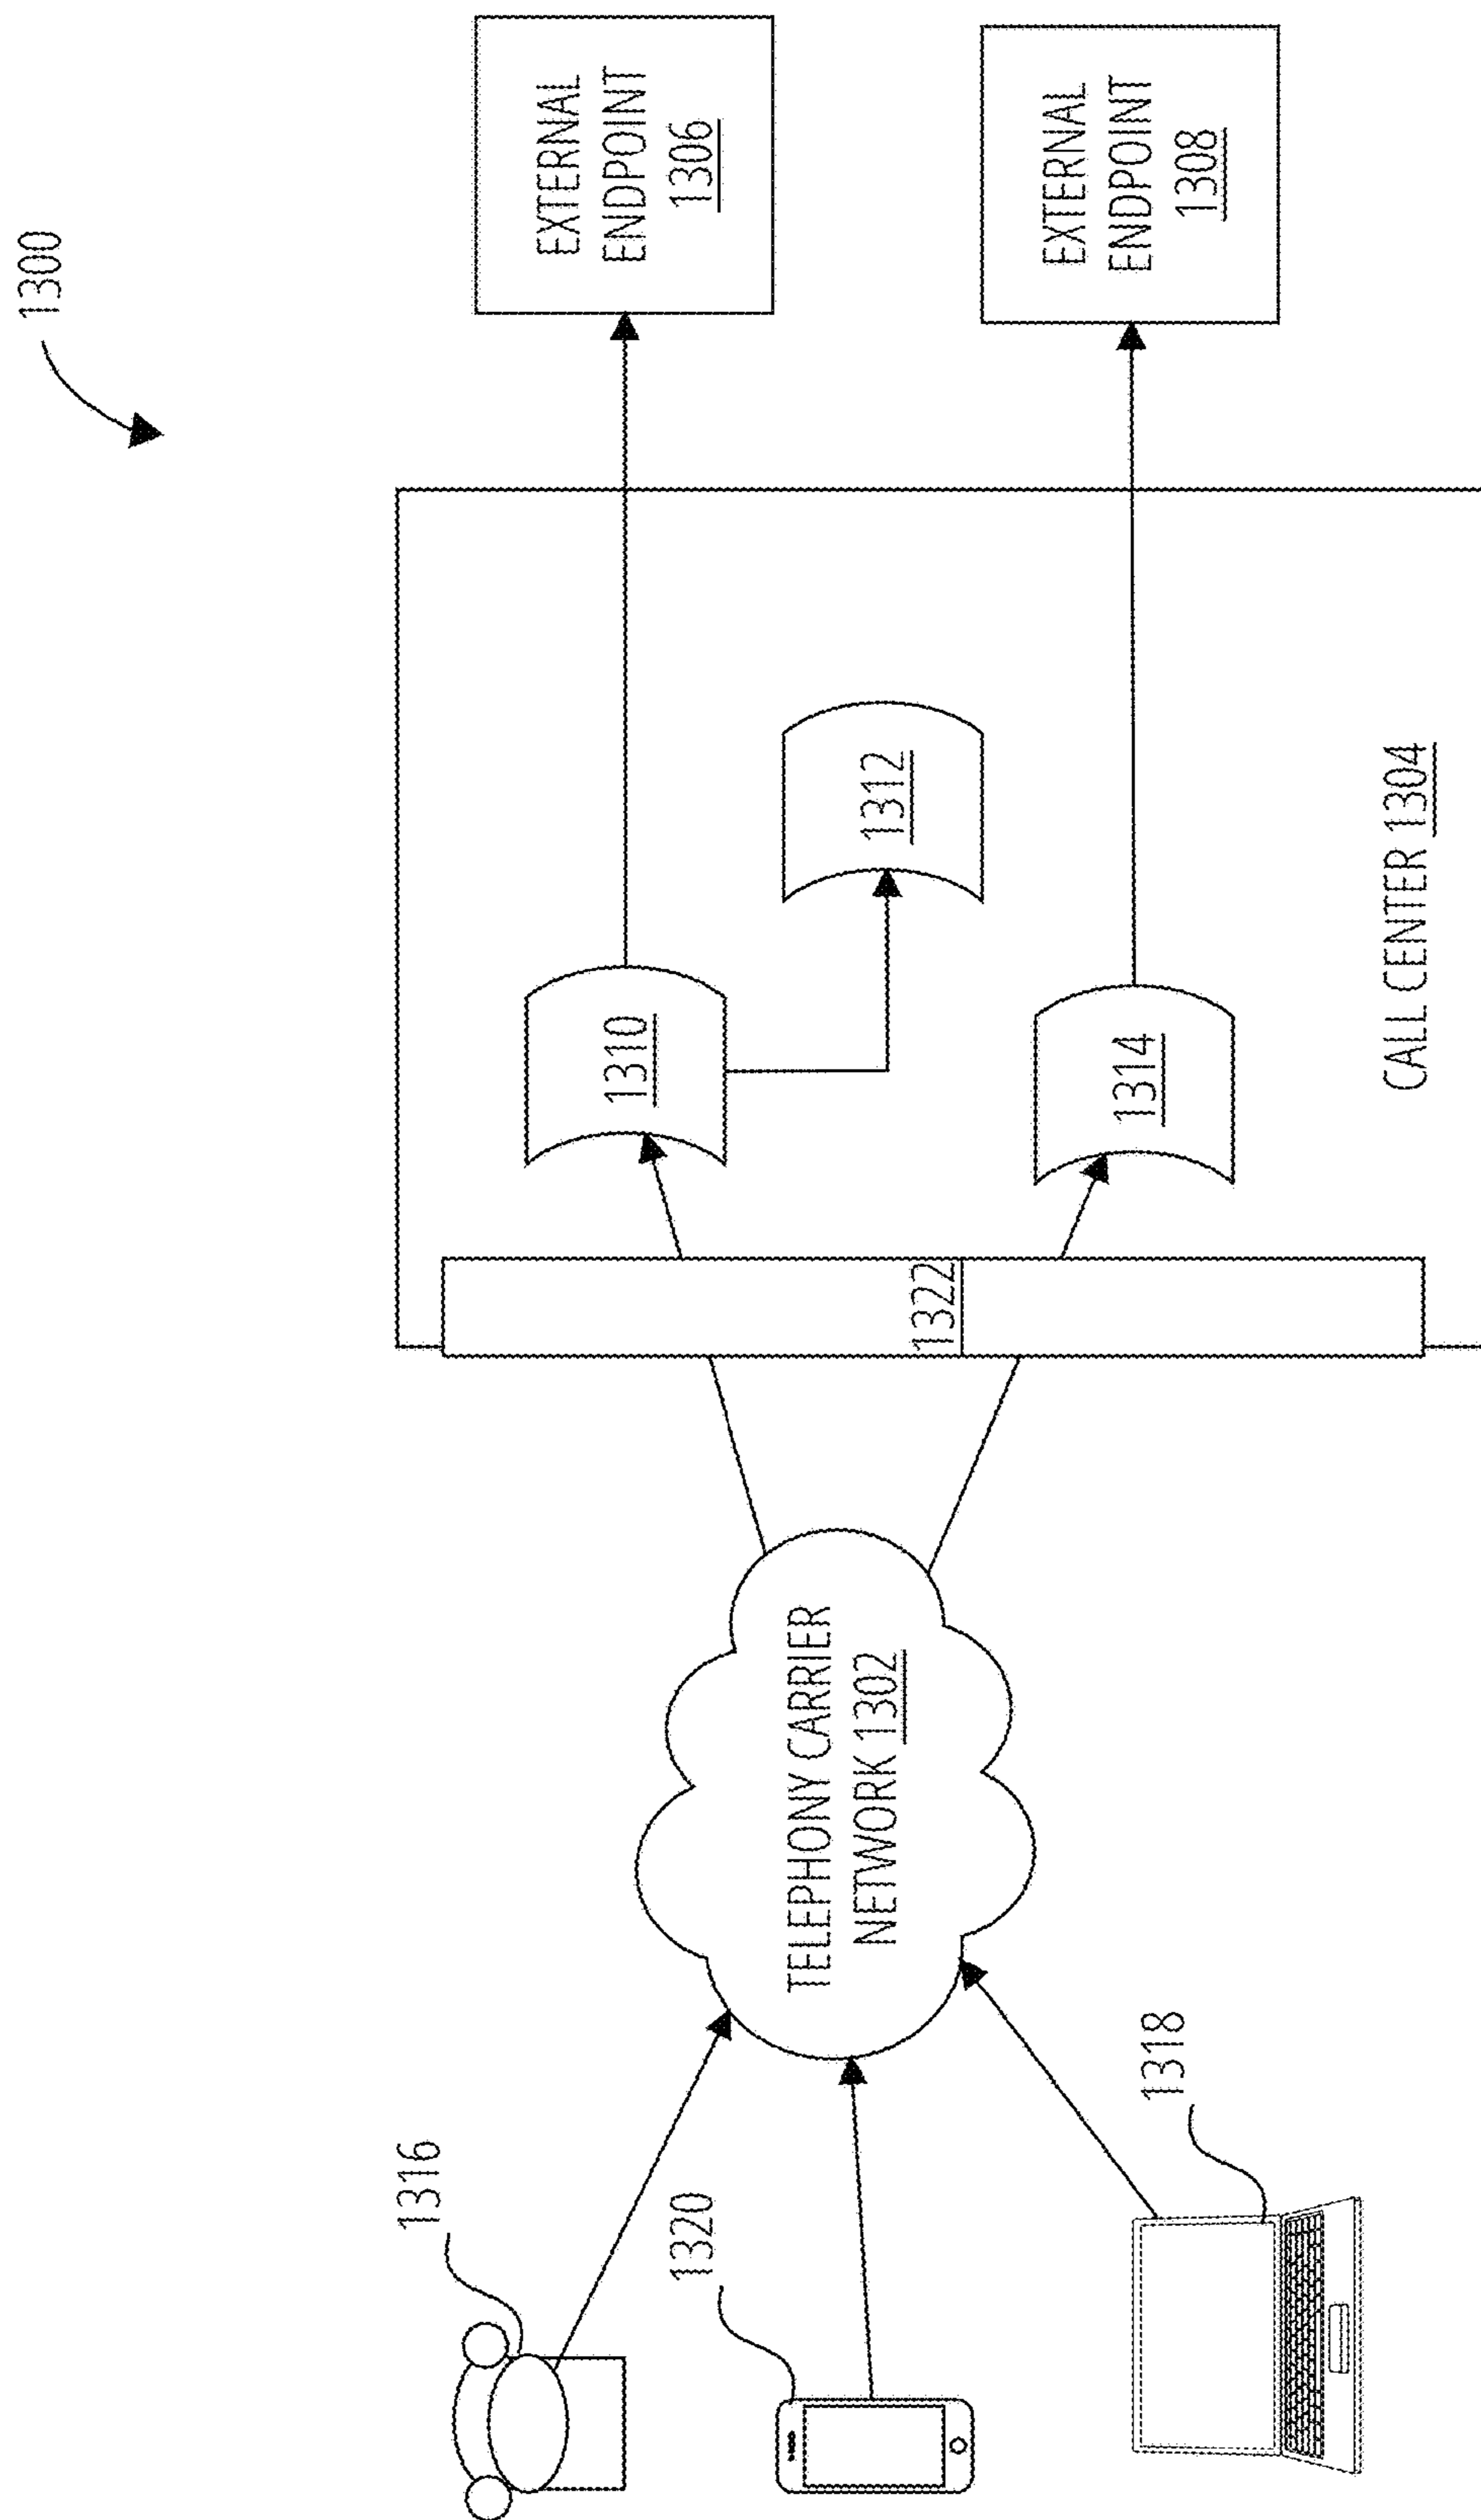 1300
EXTERNAL
ENDPOINT
1306
EXTERNAL
ENDPOINT
1308
1310
1312
1314
CALL CENTER 1304
1322
TELEPHONY CARRIER
NETWORK 1302
1316
1320
1318